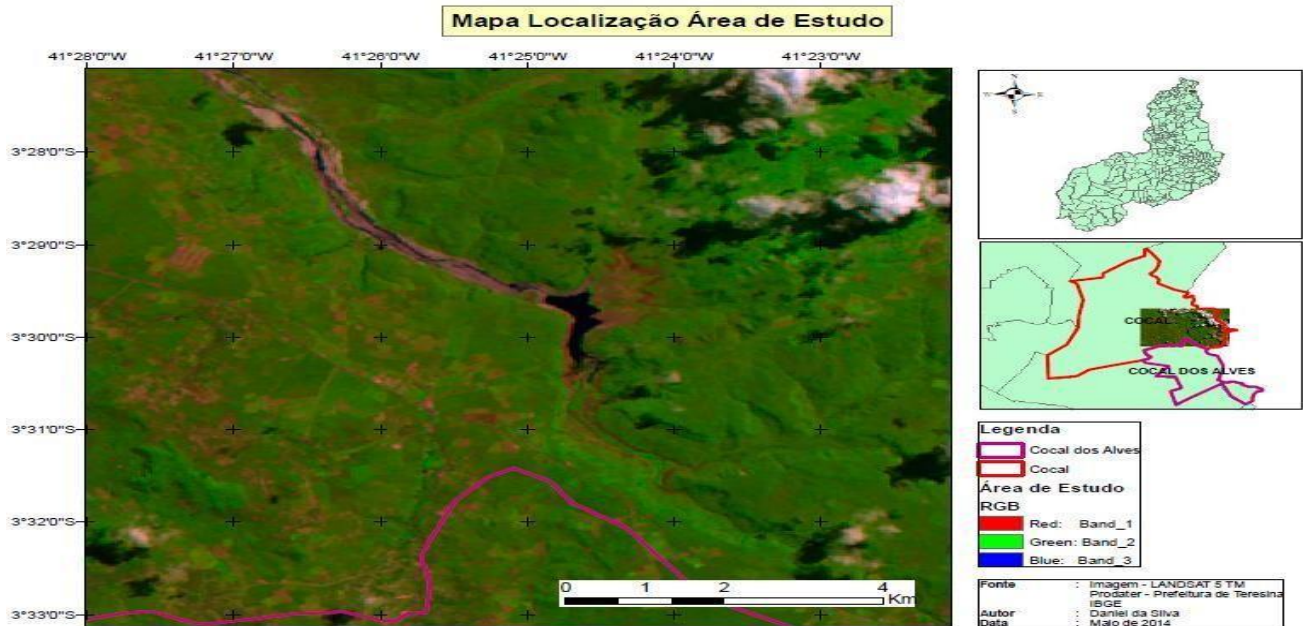 Mapa Localização Área de Estudo
41°28'0"W 41°27'0"W 41°26'0"W 41°25'0"W 41°24'0"W 41°23'0"W
3°28'0"S
3°29'0"S
3°30'0"S
3°31'0"S
3°32'0"S
3°33'0"S
0 1 2 4
Km
N
W E
S
COCAL
COCAL DOS ALVES
Legenda
Cocal dos Alves
Cocal
Área de Estudo
RGB
Red: Band_1
Green: Band_2
Blue: Band_3
Fonte : Imagem - LANDSAT 5 TM
Prodater - Prefeitura de Teresina
IBGE
Autor : Daniel da Silva
Data : Maio de 2014